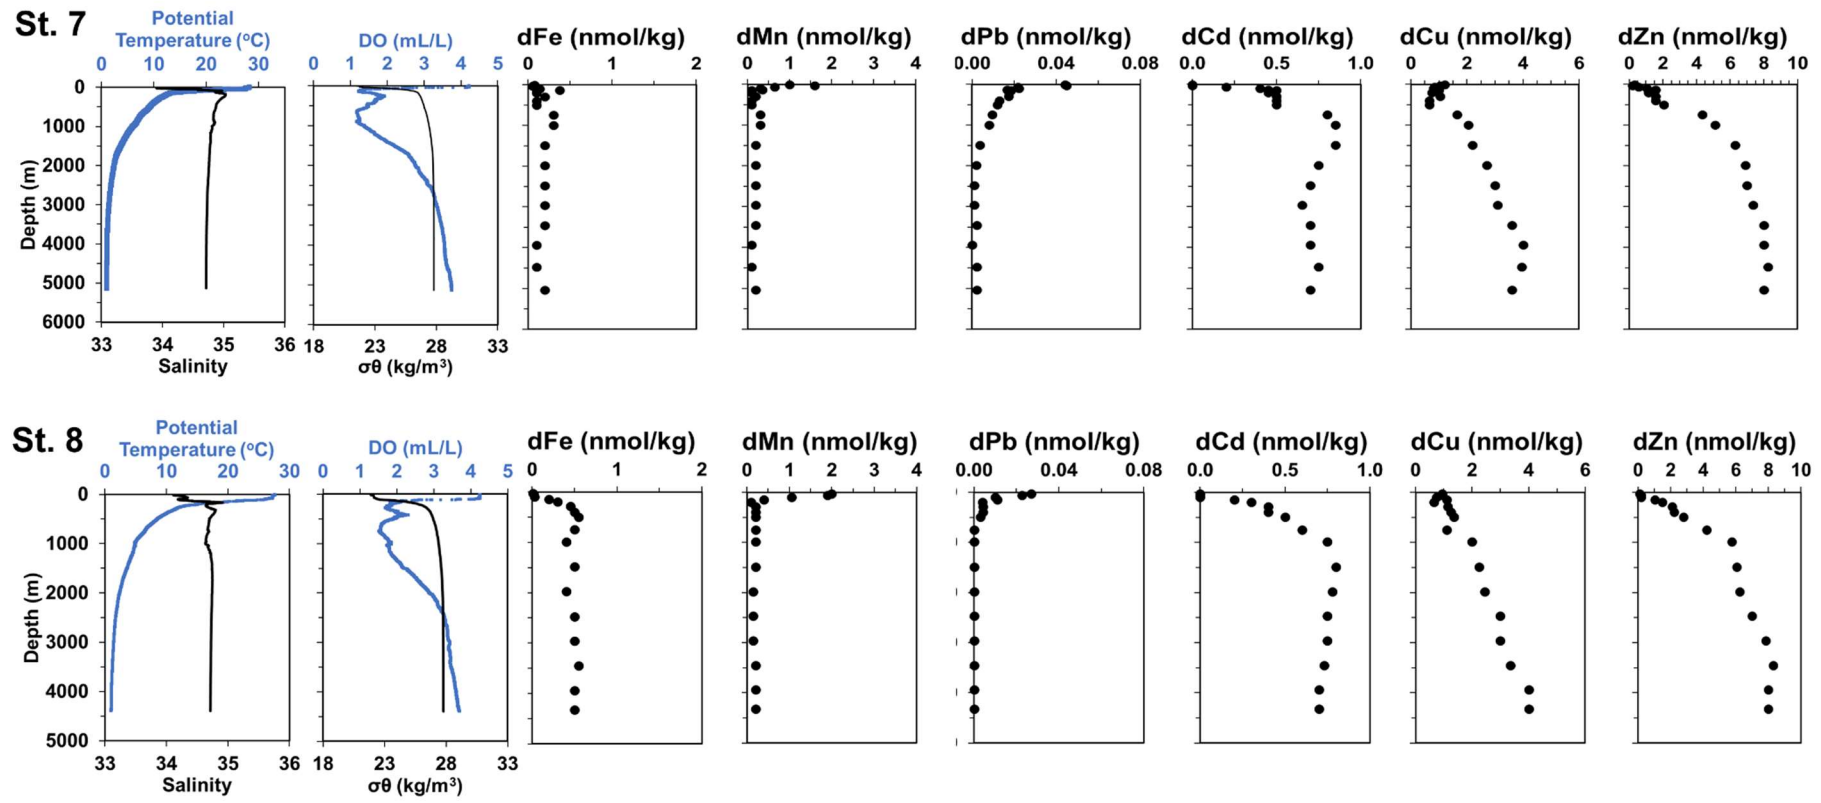 St. 7
Potential
Temperature (ºC)
0 10 20 30
DO (mL/L)
0 1 2 3 4 5
dFe (nmol/kg)
0 1 2
dMn (nmol/kg)
0 1 2 3 4
dPb (nmol/kg)
0.00 0.04 0.08
dCd (nmol/kg)
0.0 0.5 1.0
dCu (nmol/kg)
0 2 4 6
dZn (nmol/kg)
0 2 4 6 8 10
Depth (m)
0
1000
2000
3000
4000
5000
6000
33 34 35 36
Salinity
18 23 28 33
σθ (kg/m³)
St. 8
Potential
Temperature (ºC)
0 10 20 30
DO (mL/L)
0 1 2 3 4 5
dFe (nmol/kg)
0 1 2
dMn (nmol/kg)
0 1 2 3 4
dPb (nmol/kg)
0.00 0.04 0.08
dCd (nmol/kg)
0.0 0.5 1.0
dCu (nmol/kg)
0 2 4 6
dZn (nmol/kg)
0 2 4 6 8 10
Depth (m)
0
1000
2000
3000
4000
5000
33 34 35 36
Salinity
18 23 28 33
σθ (kg/m³)